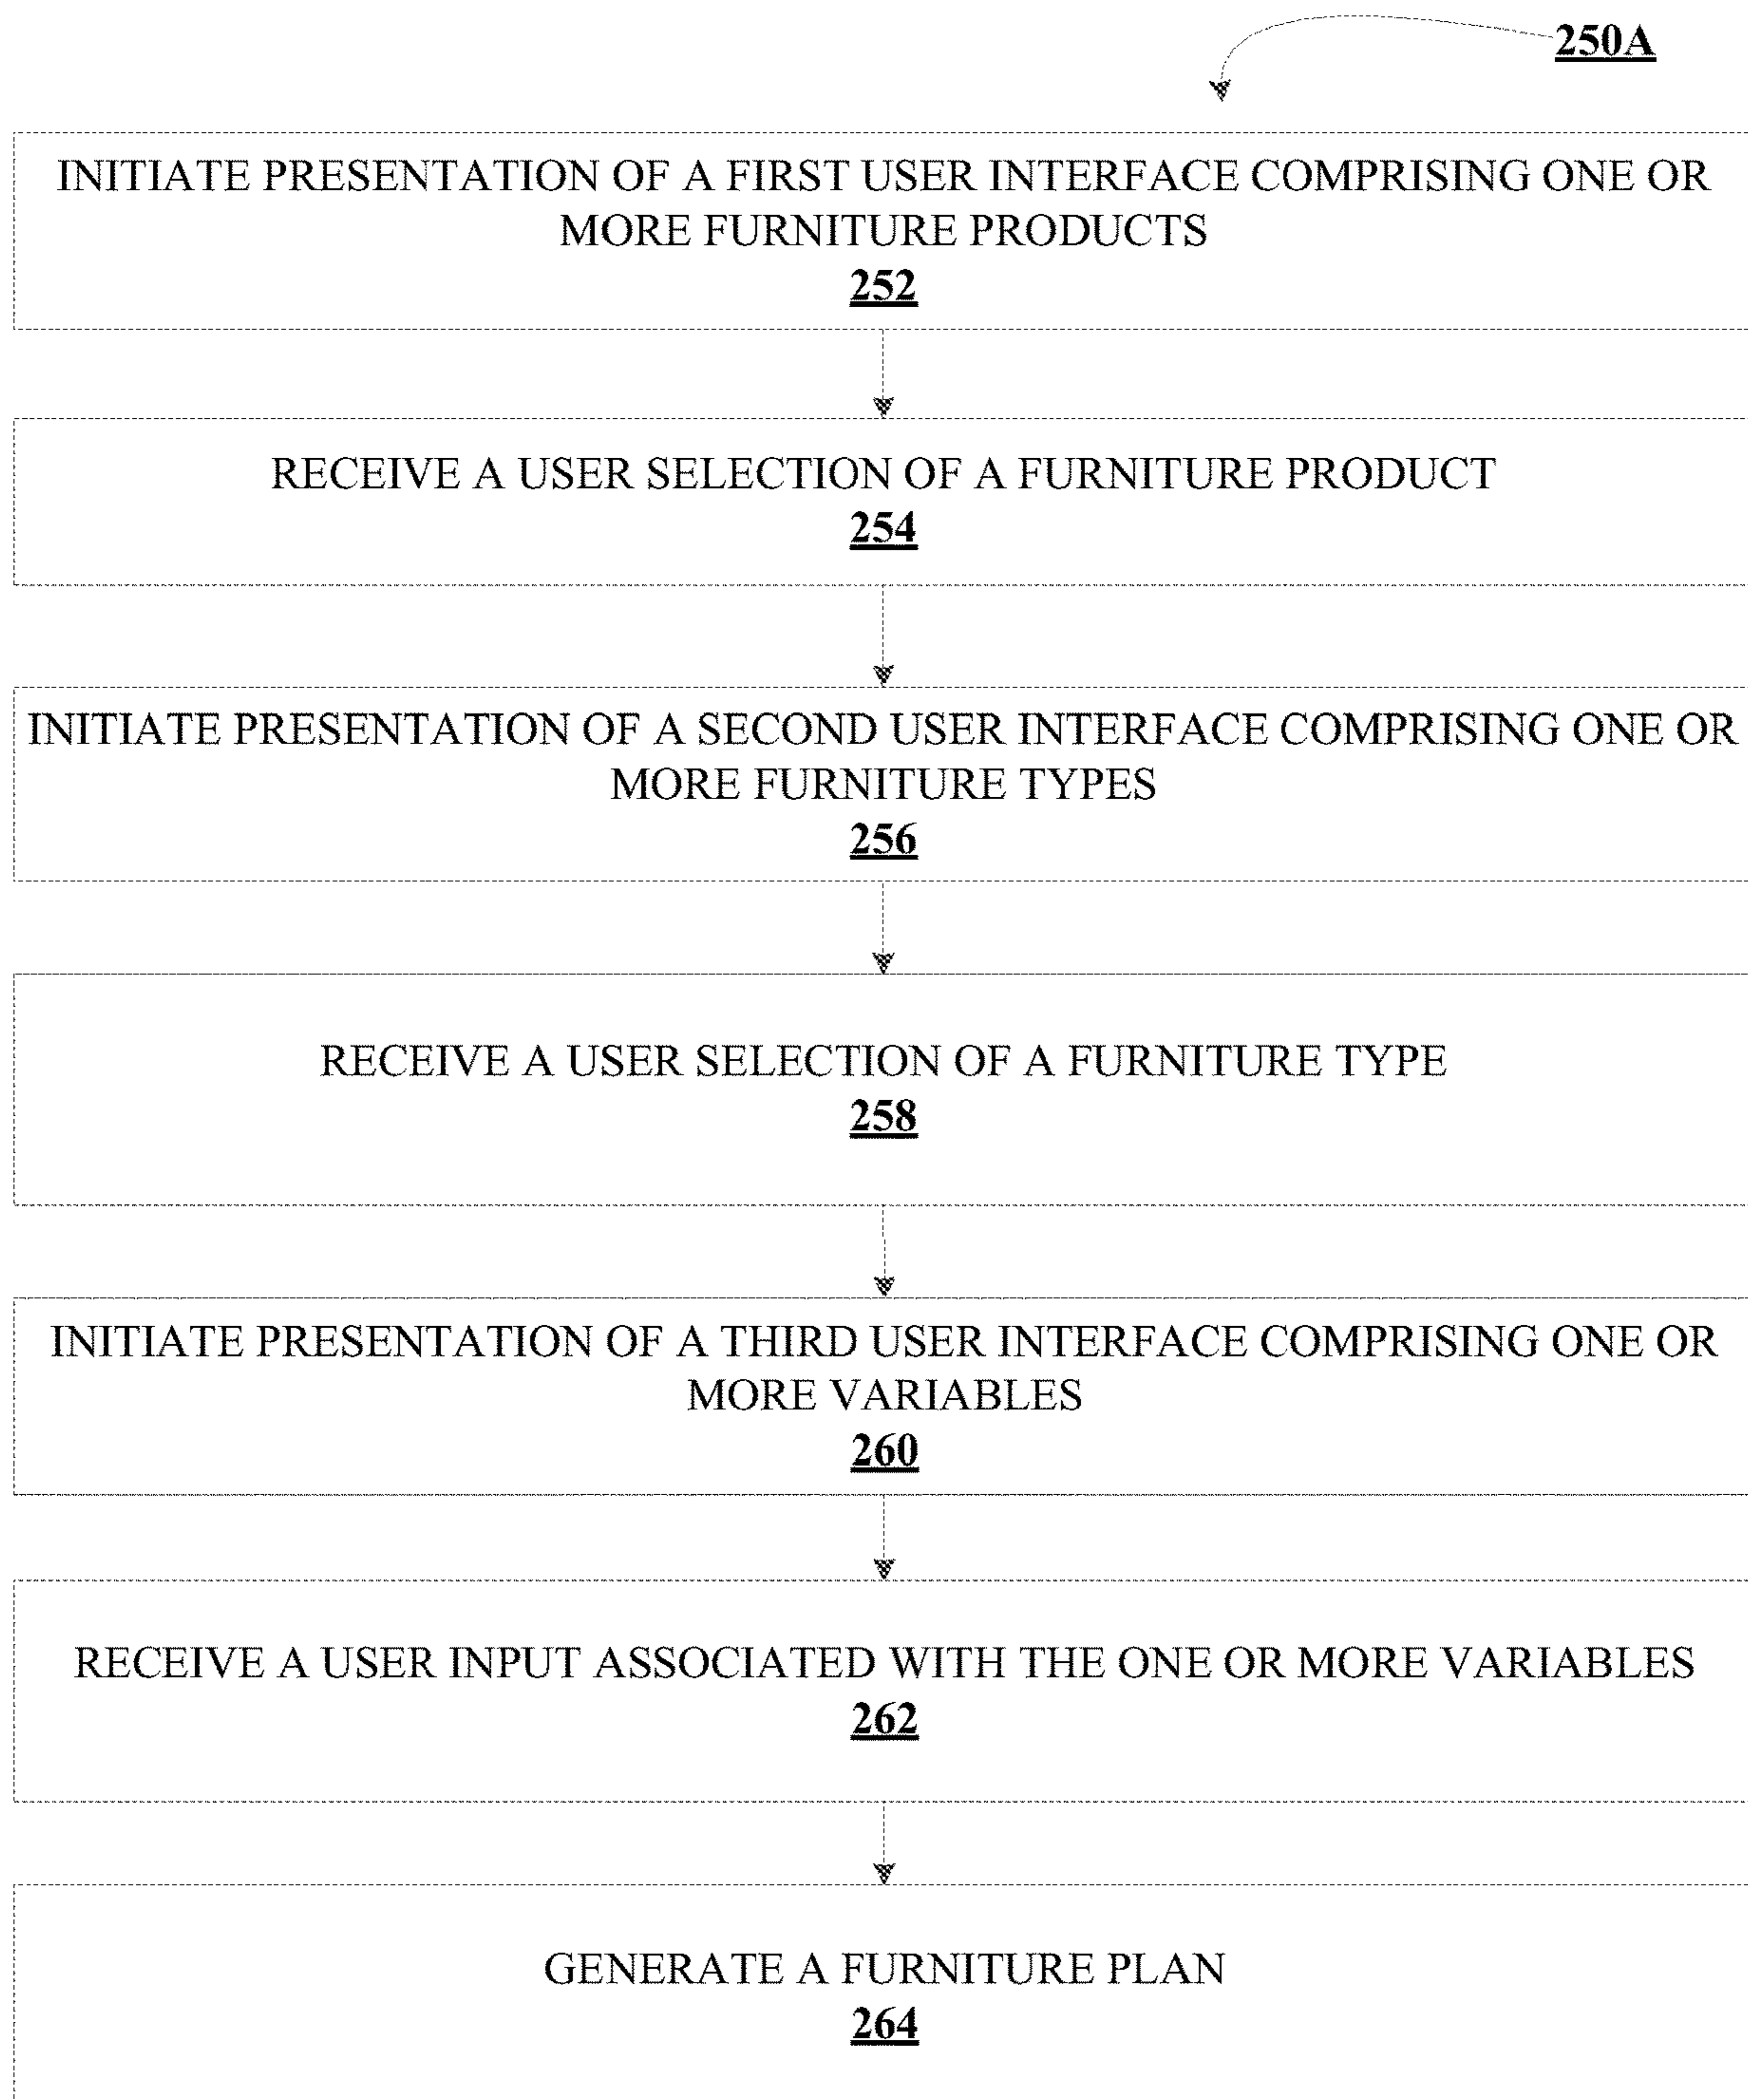 250A
INITIATE PRESENTATION OF A FIRST USER INTERFACE COMPRISING ONE OR
MORE FURNITURE PRODUCTS
252
RECEIVE A USER SELECTION OF A FURNITURE PRODUCT
254
INITIATE PRESENTATION OF A SECOND USER INTERFACE COMPRISING ONE OR
MORE FURNITURE TYPES
256
RECEIVE A USER SELECTION OF A FURNITURE TYPE
258
INITIATE PRESENTATION OF A THIRD USER INTERFACE COMPRISING ONE OR
MORE VARIABLES
260
RECEIVE A USER INPUT ASSOCIATED WITH THE ONE OR MORE VARIABLES
262
GENERATE A FURNITURE PLAN
264